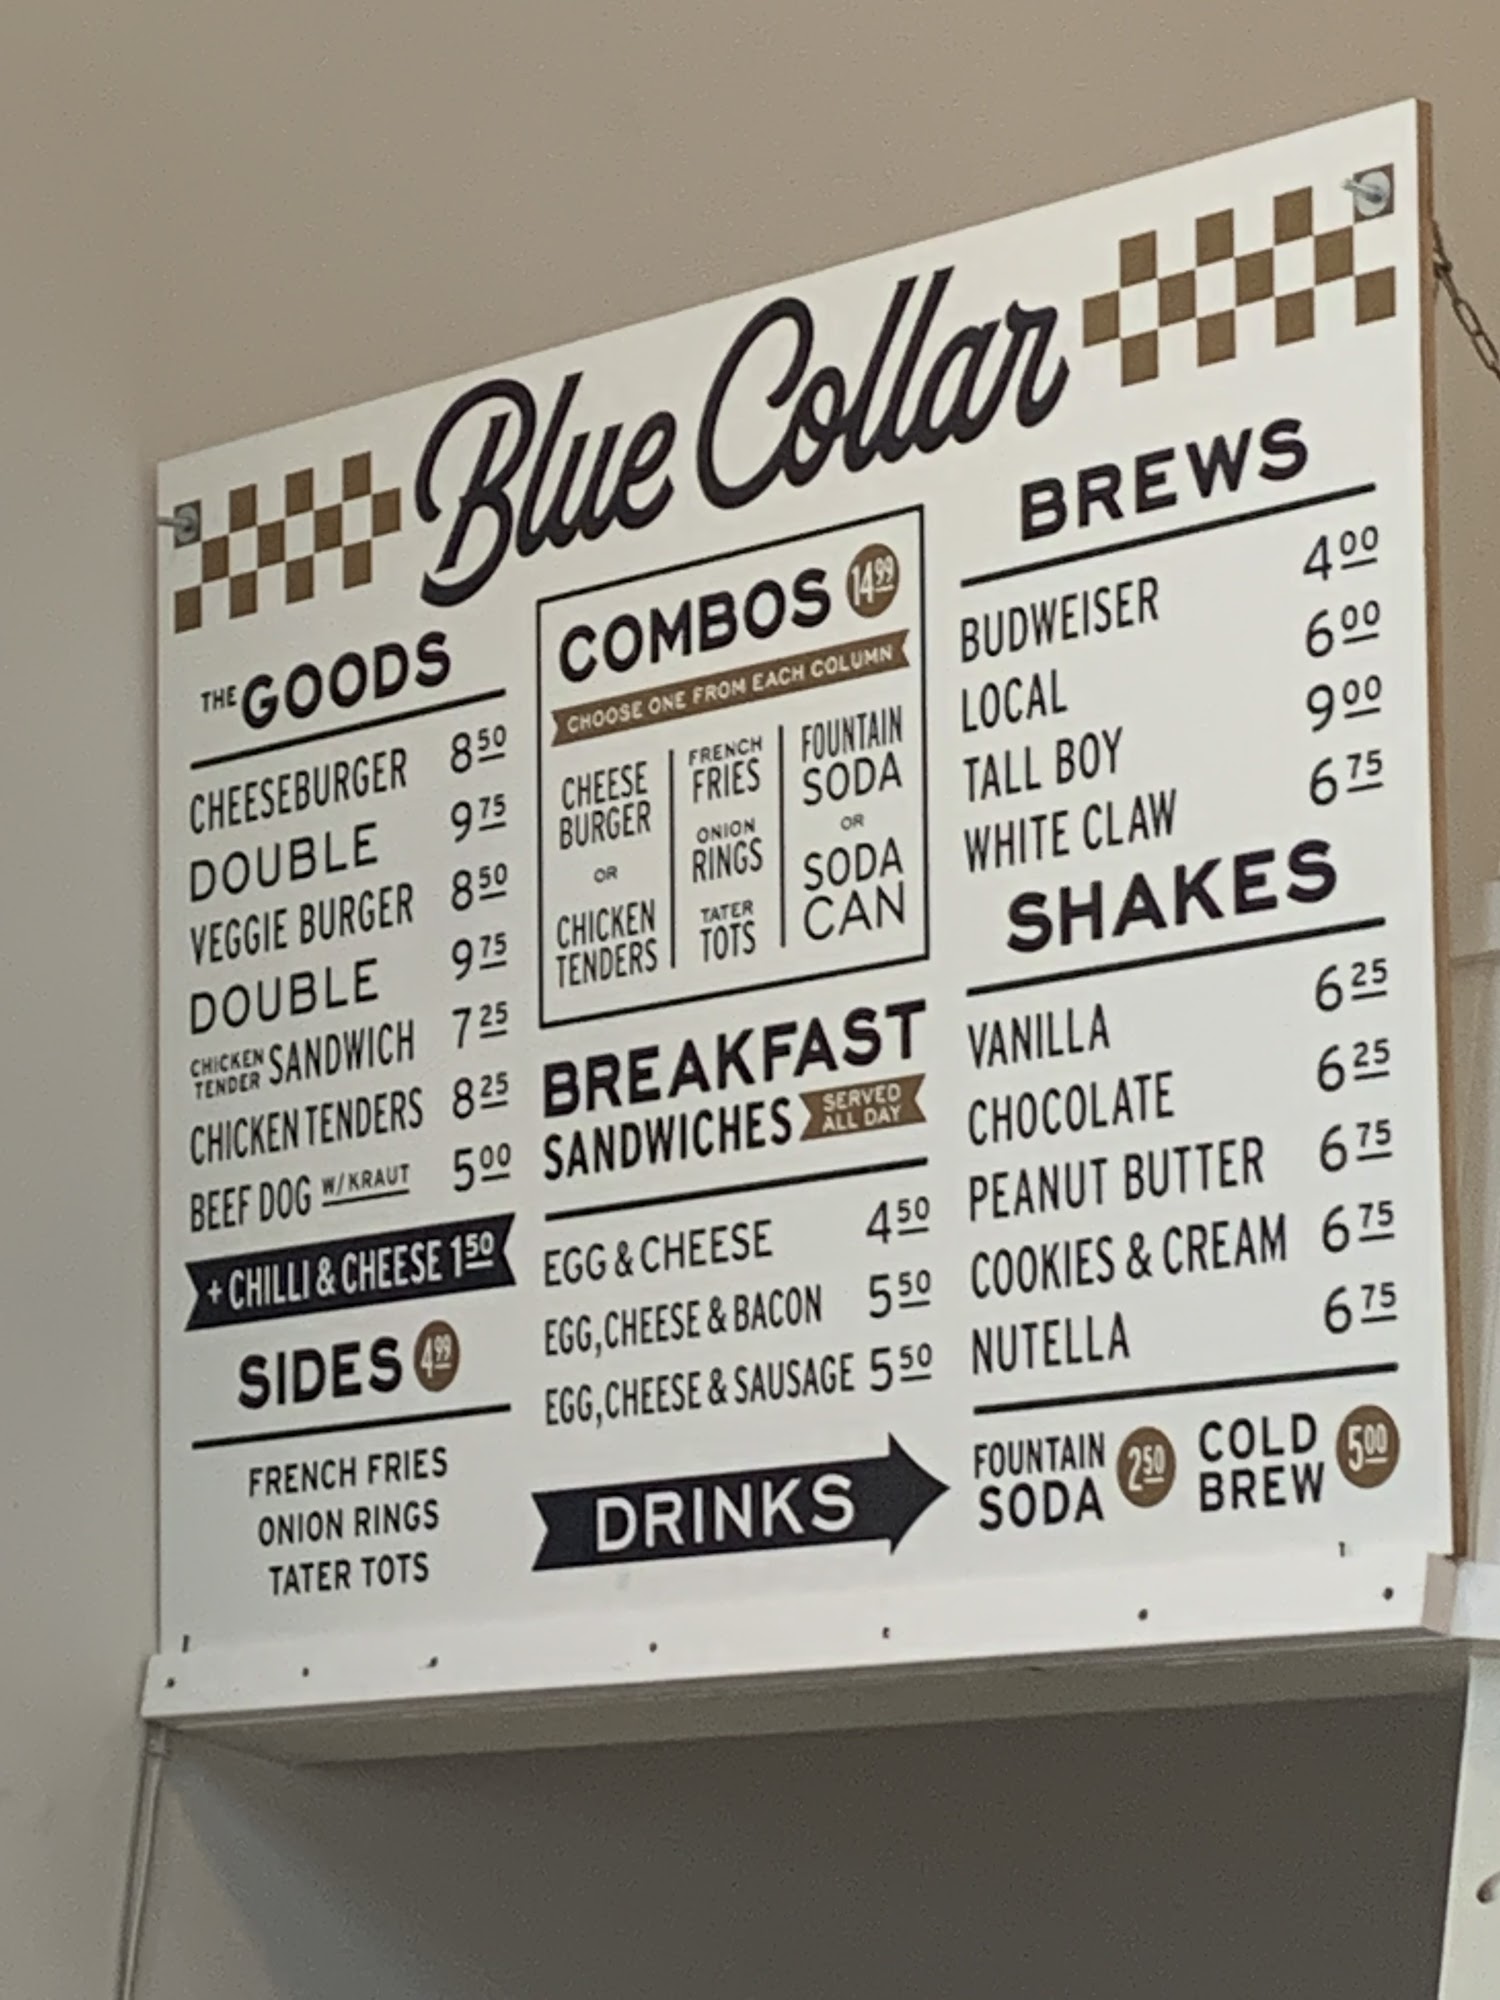 Blue Collar
THE GOODS
CHEESEBURGER 8 50
DOUBLE 9 75
VEGGIE BURGER 8 50
DOUBLE 9 75
CHICKEN TENDER SANDWICH 7 25
CHICKEN TENDERS 8 25
BEEF DOG W/KRAUT 5 00
+ CHILLI & CHEESE 1 50
SIDES 4 99
FRENCH FRIES
ONION RINGS
TATER TOTS
COMBOS 14 99
CHOOSE ONE FROM EACH COLUMN
CHEESE
BURGER
OR
CHICKEN
TENDERS
FRENCH
FRIES
ONION
RINGS
TATER
TOTS
FOUNTAIN
SODA
OR
SODA
CAN
BREAKFAST
SANDWICHES SERVED ALL DAY
EGG & CHEESE 4 50
EGG, CHEESE & BACON 5 50
EGG, CHEESE & SAUSAGE 5 50
DRINKS
BREWS
BUDWEISER 4 00
LOCAL 6 00
TALL BOY 9 00
WHITE CLAW 6 75
SHAKES
VANILLA 6 25
CHOCOLATE 6 25
PEANUT BUTTER 6 75
COOKIES & CREAM 6 75
NUTELLA 6 75
FOUNTAIN
SODA 2 50
COLD
BREW 5 00